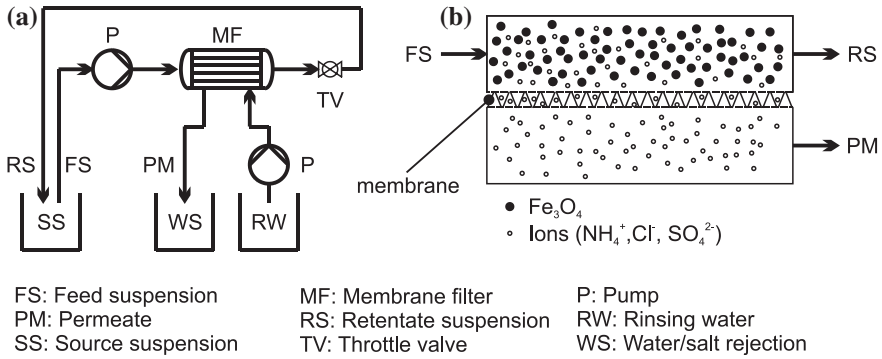 (a)
P
MF
TV
RS FS
PM
P
SS
WS
RW
(b)
FS
RS
PM
membrane
Fe₃O₄
Ions (NH₄⁺,Cl⁻, SO₄²⁻)
FS: Feed suspension
MF: Membrane filter
P: Pump
PM: Permeate
RS: Retentate suspension
RW: Rinsing water
SS: Source suspension
TV: Throttle valve
WS: Water/salt rejection